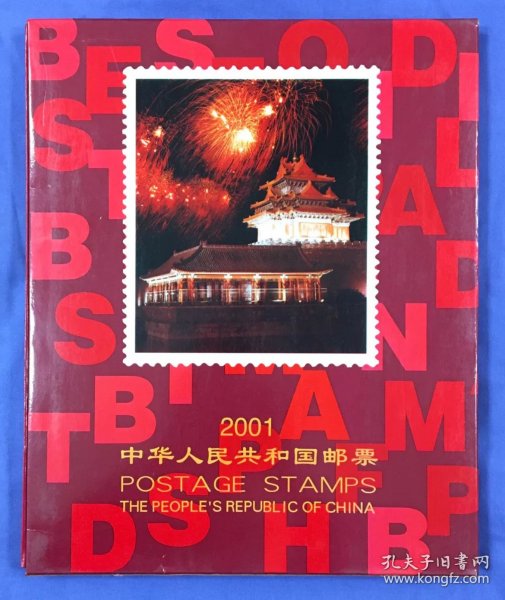 2001
中华人民共和国邮票
POSTAGE STAMPS
THE PEOPLE'S REPUBLIC OF CHINA
孔夫子旧书网
www.kongfz.com